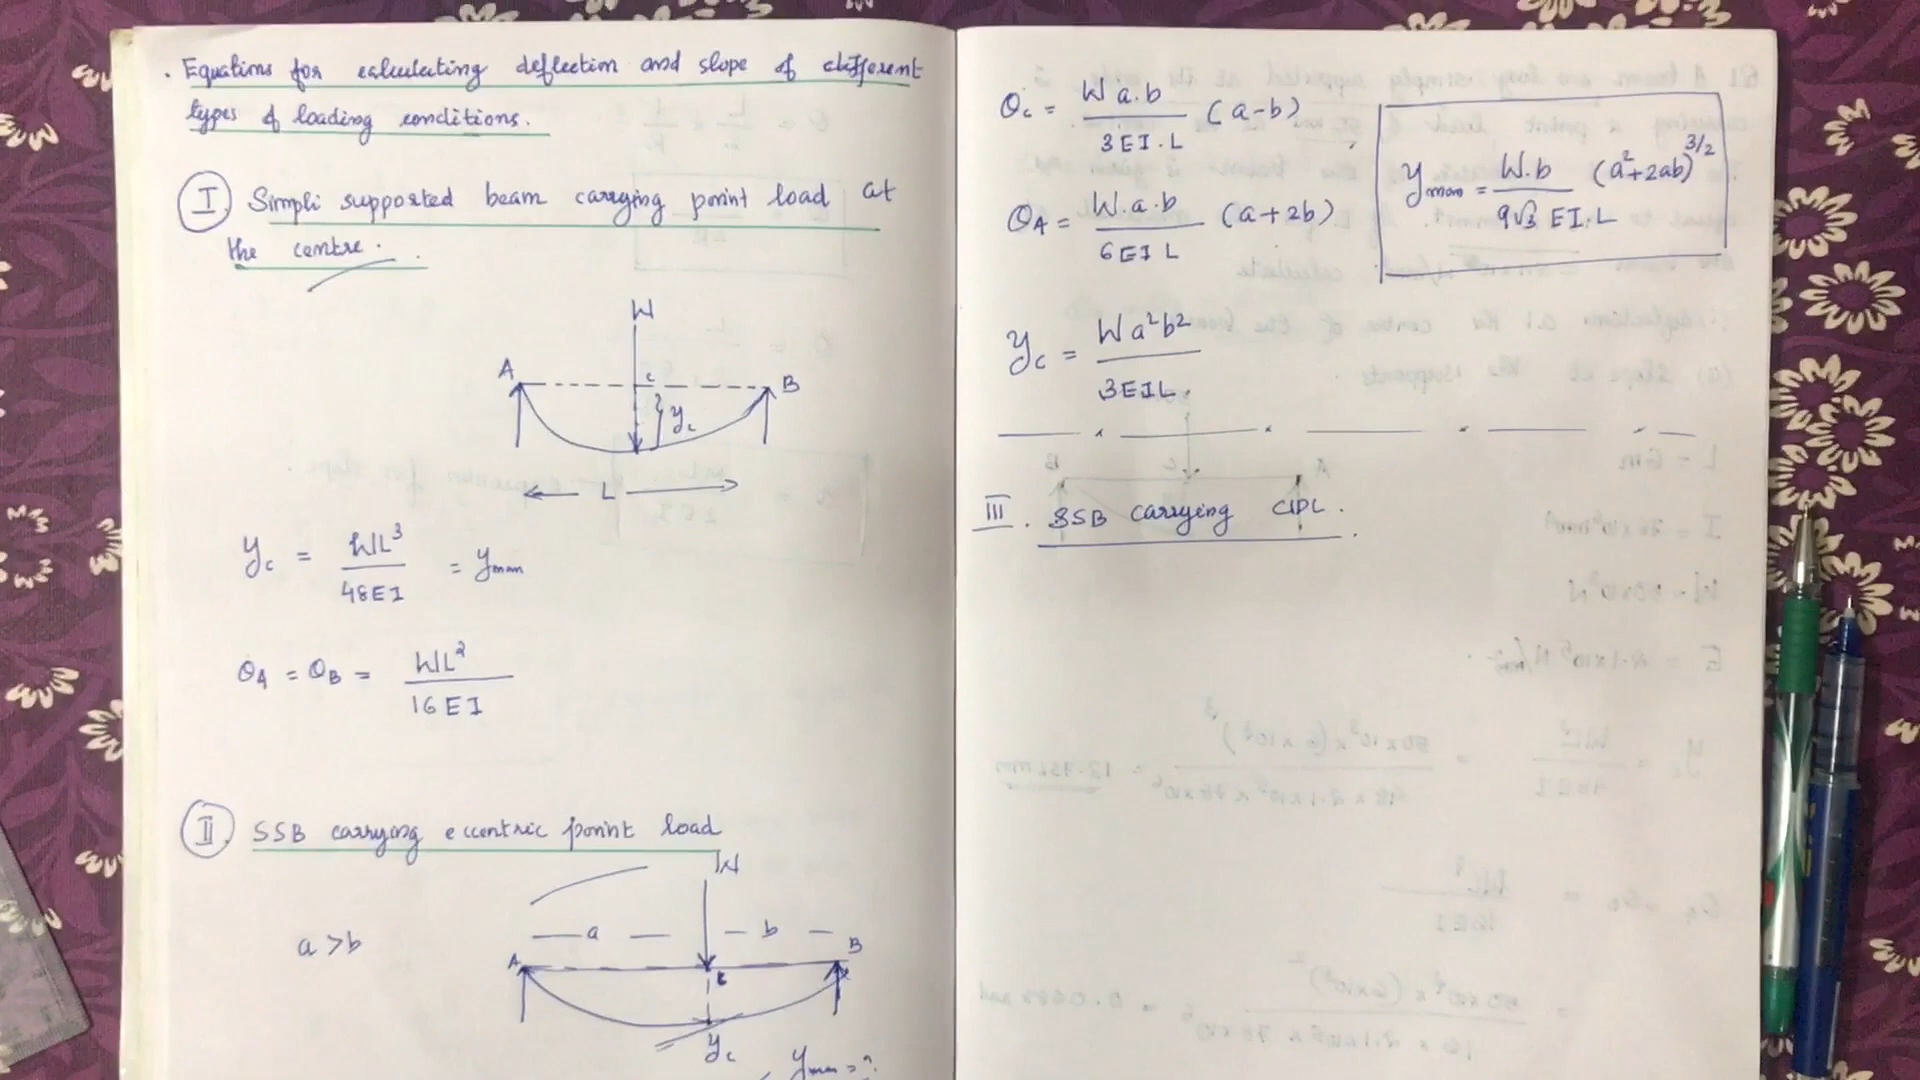 . Equations for calculating deflection and slope of different
types of loading conditions.
I Simpli supported beam carrying point load at
the centre.
W
A
c
B
yc
L
yc = WL³/48EI = ymax
θA = θB = WL²/16EI
II. SSB carrying eccentric point load
W
a
b
a > b
A
c
B
yc
ymax = ?
θc = W a.b/3EI.L (a-b)
θA = W.a.b/6EIL (a+2b)
ymax = W.b/9√3 EI.L (a²+2ab)^3/2
yc = W a²b²/3EIL.
III. SSB carrying UDL.